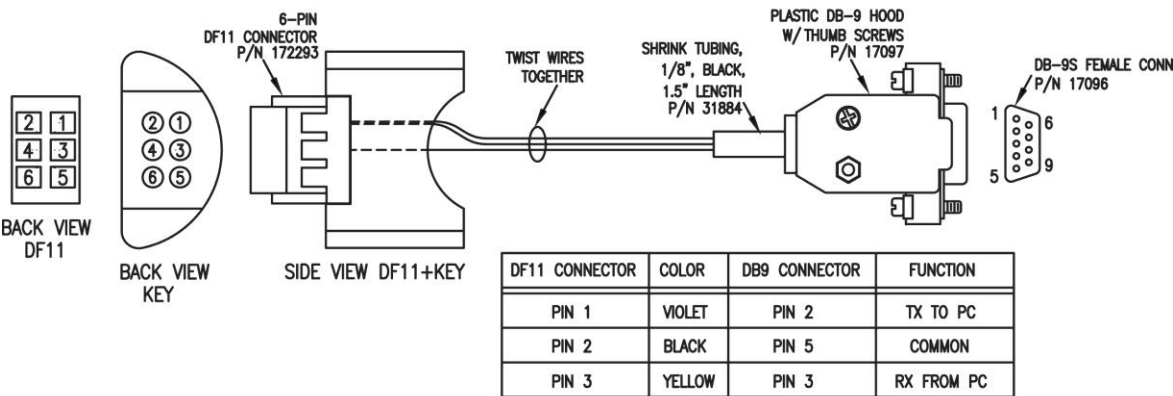 6-PIN
DF11 CONNECTOR
P/N 172293
TWIST WIRES
TOGETHER
SHRINK TUBING,
1/8", BLACK,
1.5" LENGTH
P/N 31884
PLASTIC DB-9 HOOD
W/ THUMB SCREWS
P/N 17097
DB-9S FEMALE CONN
P/N 17096
2 1
4 3
6 5
BACK VIEW
DF11
2 1
4 3
6 5
BACK VIEW
KEY
SIDE VIEW DF11+KEY
1 6
5 9
DF11 CONNECTOR COLOR DB9 CONNECTOR FUNCTION
PIN 1 VIOLET PIN 2 TX TO PC
PIN 2 BLACK PIN 5 COMMON
PIN 3 YELLOW PIN 3 RX FROM PC